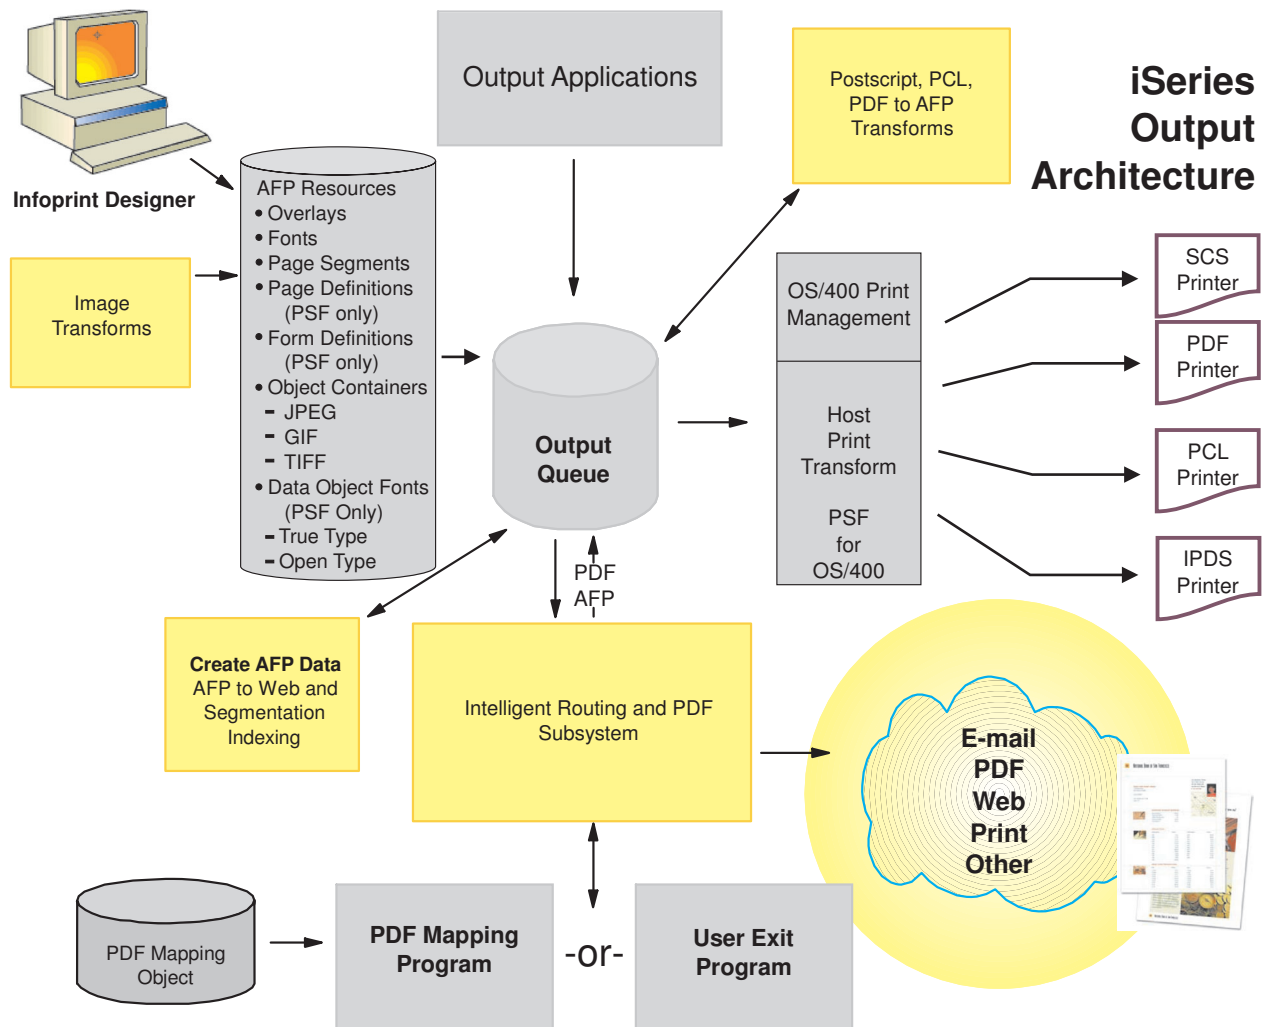 iSeries
Output
Architecture
Infoprint Designer
Output Applications
Postscript, PCL,
PDF to AFP
Transforms
Image
Transforms
AFP Resources
• Overlays
• Fonts
• Page Segments
• Page Definitions
(PSF only)
• Form Definitions
(PSF only)
• Object Containers
- JPEG
- GIF
- TIFF
• Data Object Fonts
(PSF Only)
- True Type
- Open Type
Output
Queue
OS/400 Print
Management
Host
Print
Transform
PSF
for
OS/400
SCS
Printer
PDF
Printer
PCL
Printer
IPDS
Printer
PDF
AFP
Create AFP Data
AFP to Web and
Segmentation
Indexing
Intelligent Routing and PDF
Subsystem
E-mail
PDF
Web
Print
Other
PDF Mapping
Object
PDF Mapping
Program
-or-
User Exit
Program